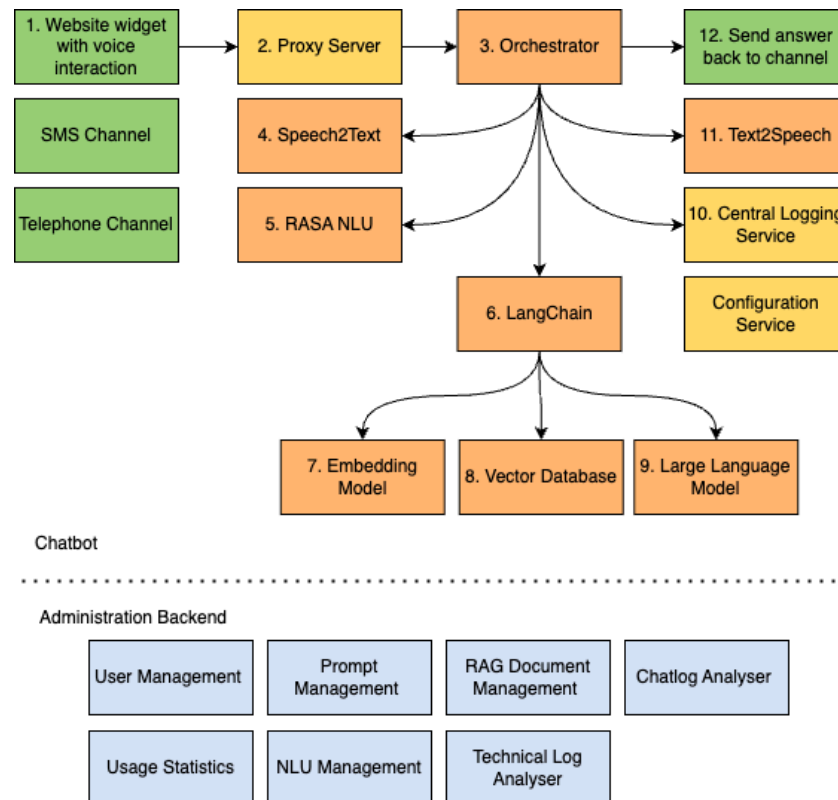 1. Website widget
with voice
interaction
2. Proxy Server
3. Orchestrator
12. Send answer
back to channel
SMS Channel
4. Speech2Text
11. Text2Speech
Telephone Channel
5. RASA NLU
10. Central Logging
Service
6. LangChain
Configuration
Service
7. Embedding
Model
8. Vector Database
9. Large Language
Model
Chatbot
Administration Backend
User Management
Prompt
Management
RAG Document
Management
Chatlog Analyser
Usage Statistics
NLU Management
Technical Log
Analyser